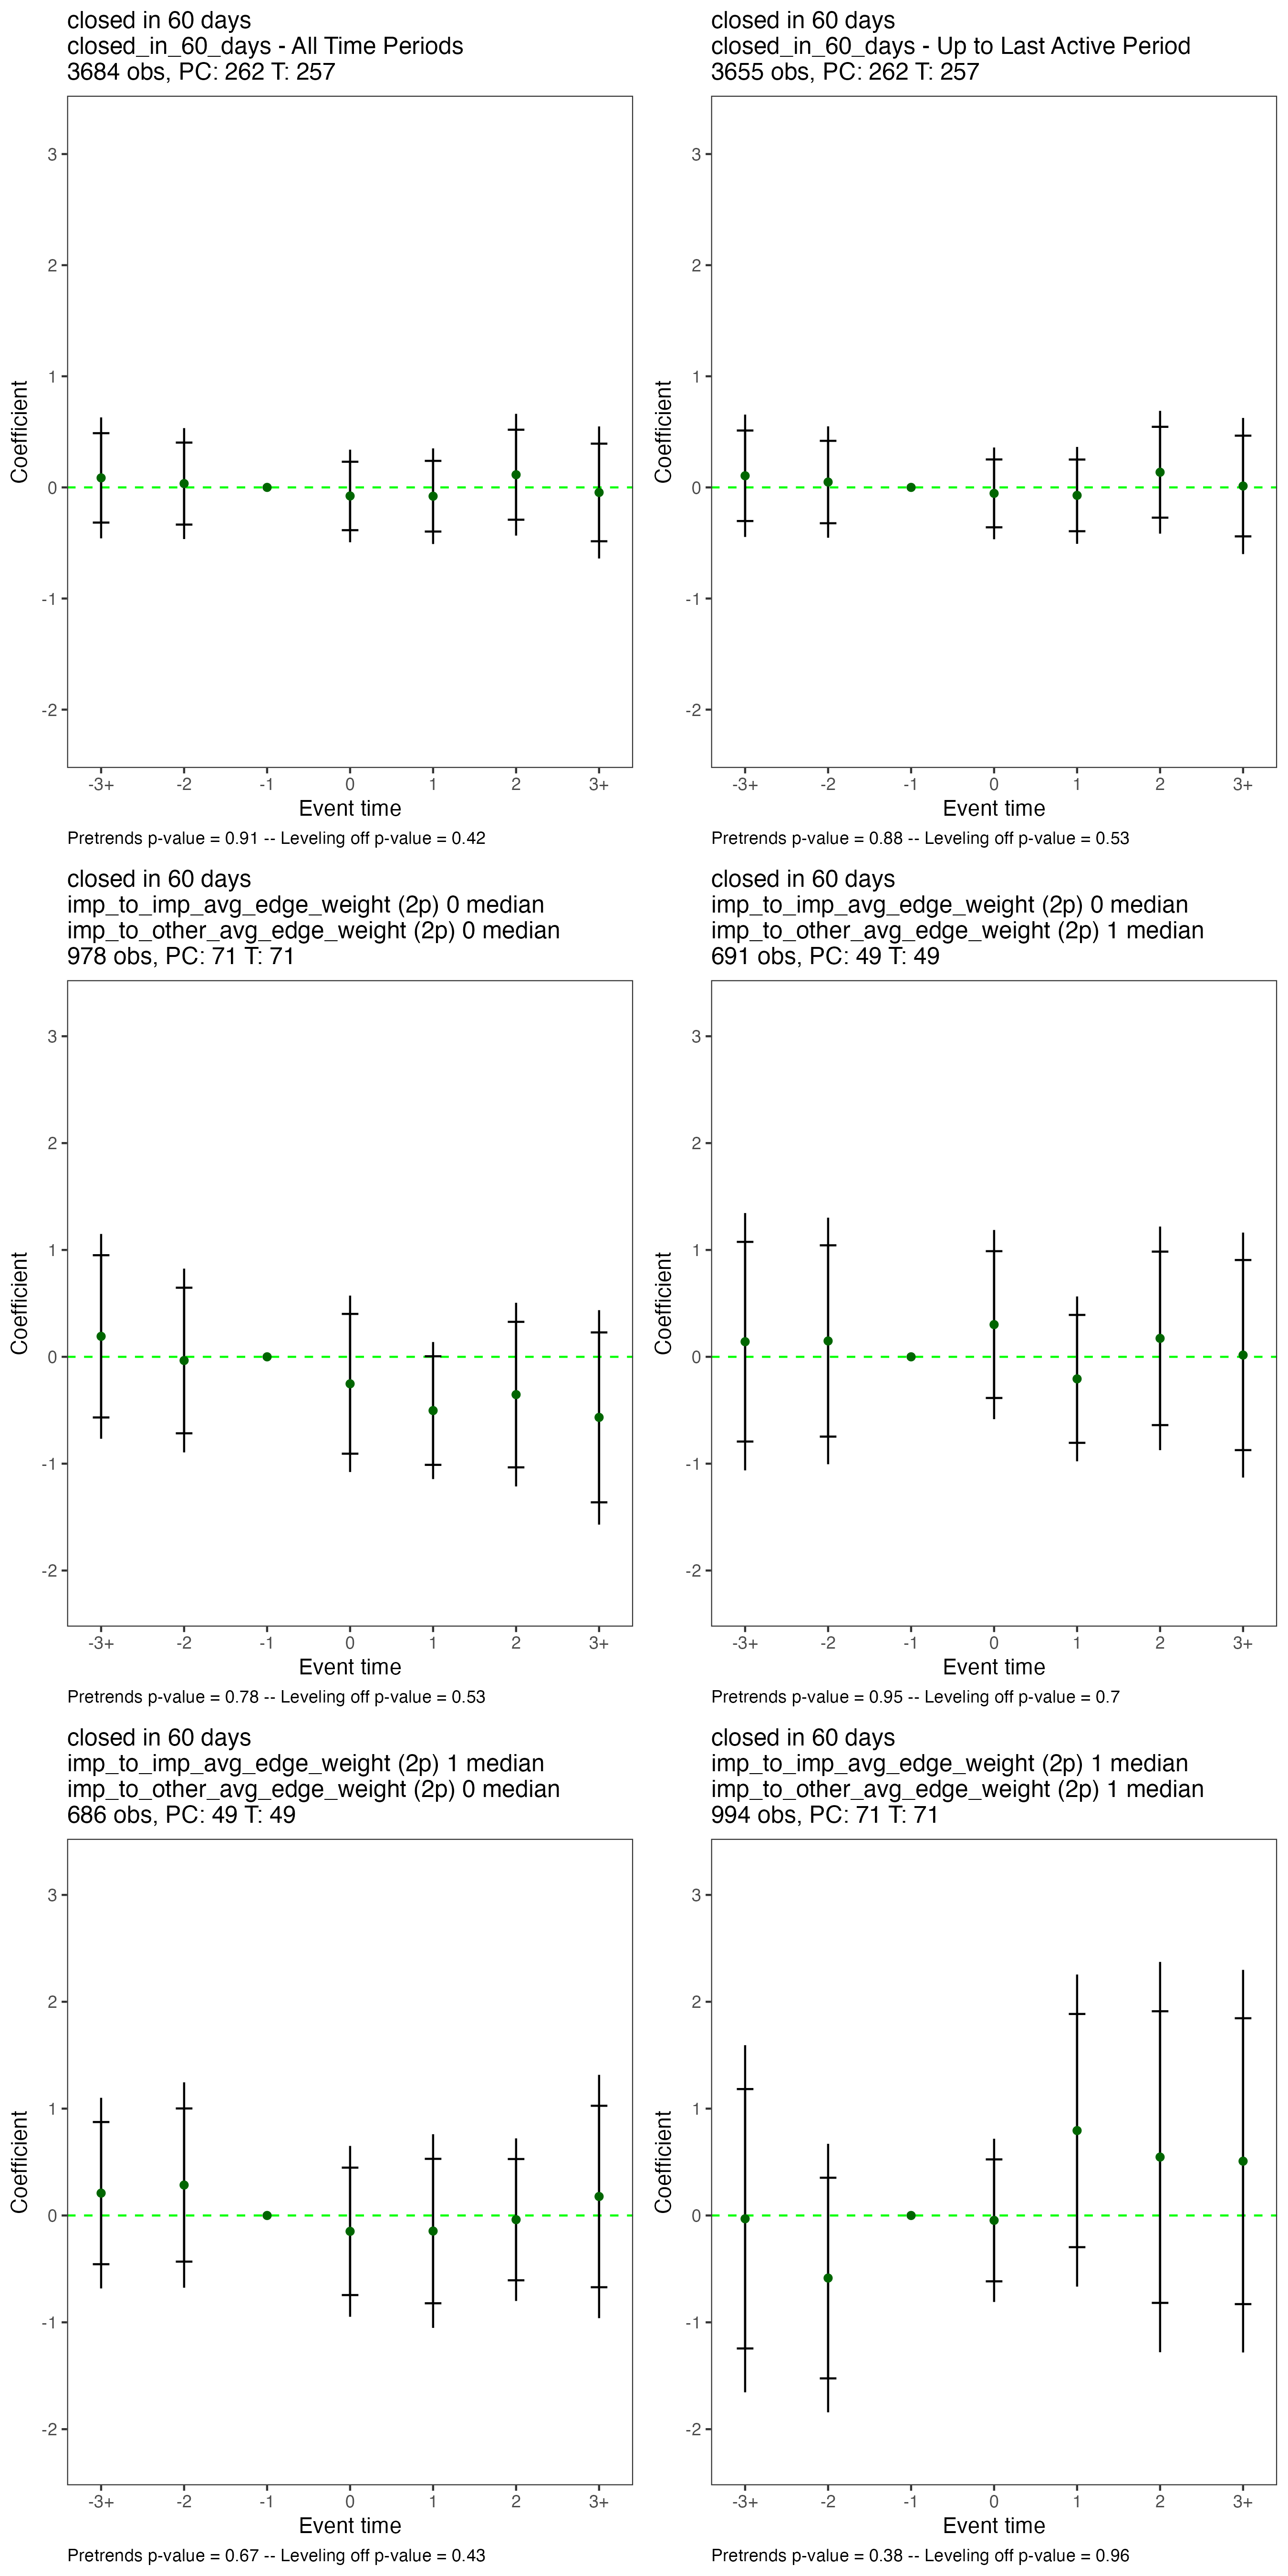 closed in 60 days
closed_in_60_days - All Time Periods
3684 obs, PC: 262 T: 257
3
2
1
0
-1
-2
Coefficient
-3+ -2 -1 0 1 2 3+
Event time
Pretrends p-value = 0.91 -- Leveling off p-value = 0.42
closed in 60 days
closed_in_60_days - Up to Last Active Period
3655 obs, PC: 262 T: 257
3
2
1
0
-1
-2
Coefficient
-3+ -2 -1 0 1 2 3+
Event time
Pretrends p-value = 0.88 -- Leveling off p-value = 0.53
closed in 60 days
imp_to_imp_avg_edge_weight (2p) 0 median
imp_to_other_avg_edge_weight (2p) 0 median
978 obs, PC: 71 T: 71
3
2
1
0
-1
-2
Coefficient
-3+ -2 -1 0 1 2 3+
Event time
Pretrends p-value = 0.78 -- Leveling off p-value = 0.53
closed in 60 days
imp_to_imp_avg_edge_weight (2p) 0 median
imp_to_other_avg_edge_weight (2p) 1 median
691 obs, PC: 49 T: 49
3
2
1
0
-1
-2
Coefficient
-3+ -2 -1 0 1 2 3+
Event time
Pretrends p-value = 0.95 -- Leveling off p-value = 0.7
closed in 60 days
imp_to_imp_avg_edge_weight (2p) 1 median
imp_to_other_avg_edge_weight (2p) 0 median
686 obs, PC: 49 T: 49
3
2
1
0
-1
-2
Coefficient
-3+ -2 -1 0 1 2 3+
Event time
Pretrends p-value = 0.67 -- Leveling off p-value = 0.43
closed in 60 days
imp_to_imp_avg_edge_weight (2p) 1 median
imp_to_other_avg_edge_weight (2p) 1 median
994 obs, PC: 71 T: 71
3
2
1
0
-1
-2
Coefficient
-3+ -2 -1 0 1 2 3+
Event time
Pretrends p-value = 0.38 -- Leveling off p-value = 0.96